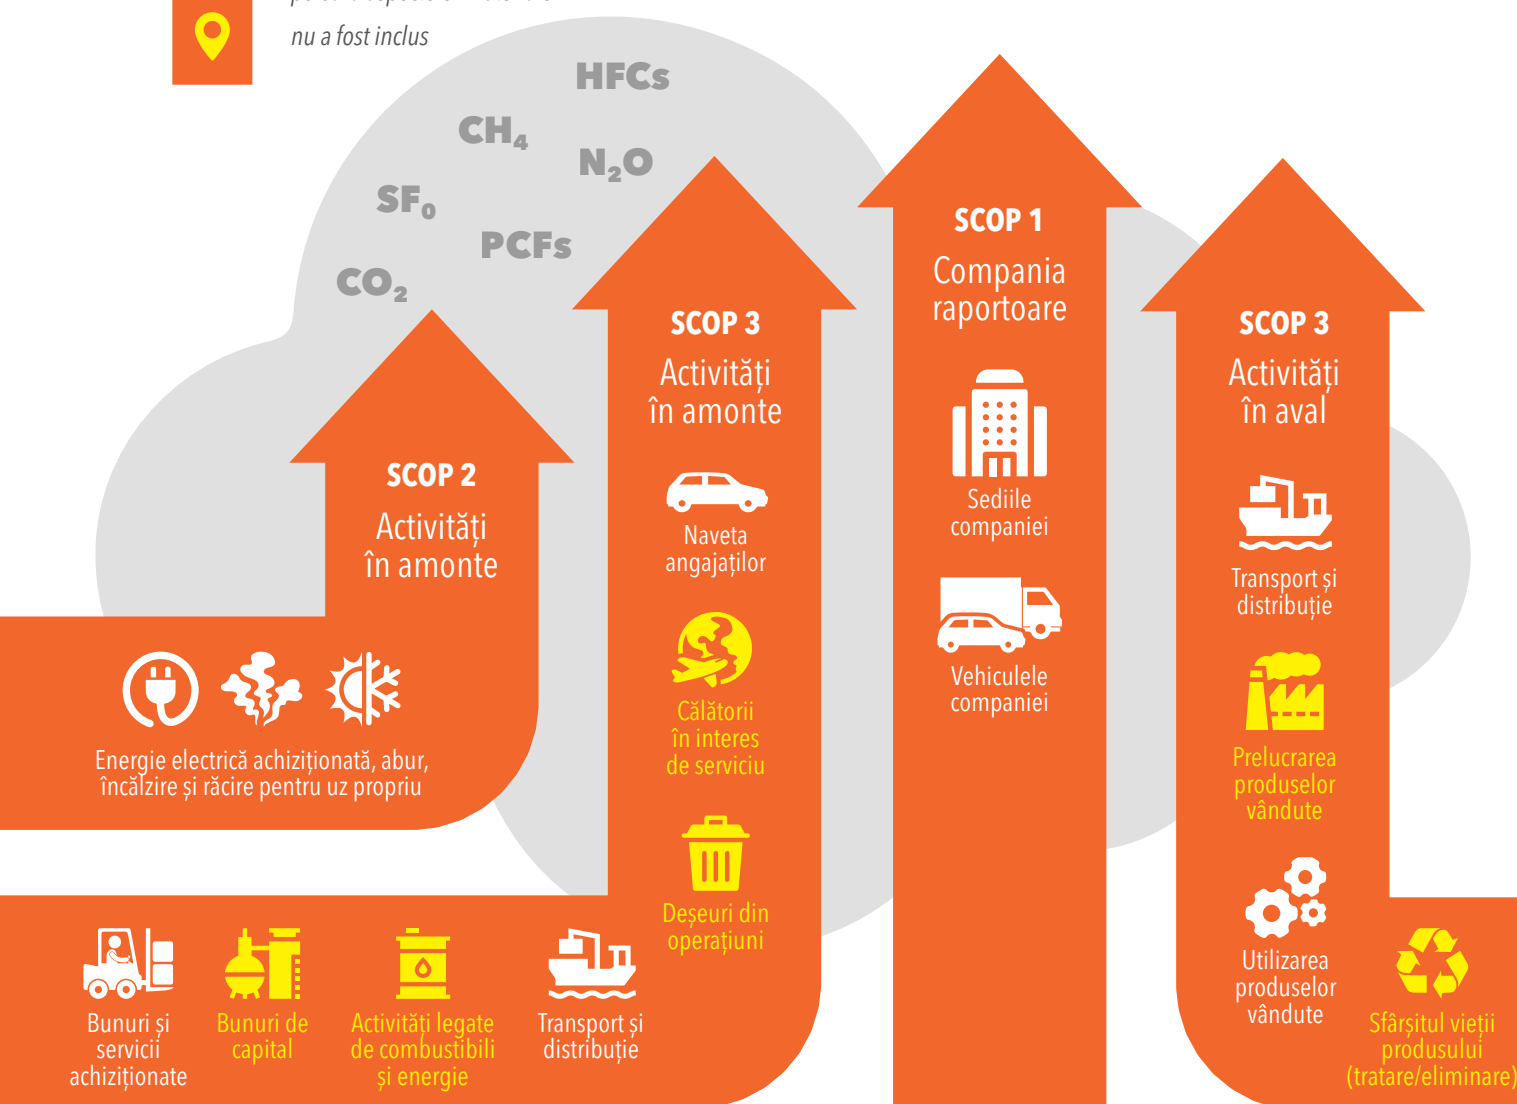 nu a fost inclus
HFCs
CH₄
N₂O
SF₀
PCFs
CO₂
SCOP 2
Activități
în amonte
Energie electrică achiziționată, abur,
încălzire și răcire pentru uz propriu
SCOP 3
Activități
în amonte
Naveta
angajaților
Călătorii
în interes
de serviciu
Deșeuri din
operațiuni
Bunuri și
servicii
achiziționate
Bunuri de
capital
Activități legate
de combustibili
și energie
Transport și
distribuție
SCOP 1
Compania
raportoare
Sediile
companiei
Vehiculele
companiei
SCOP 3
Activități
în aval
Transport și
distribuție
Prelucrarea
produselor
vândute
Utilizarea
produselor
vândute
Sfârșitul vieții
produsului
(tratare/eliminare)